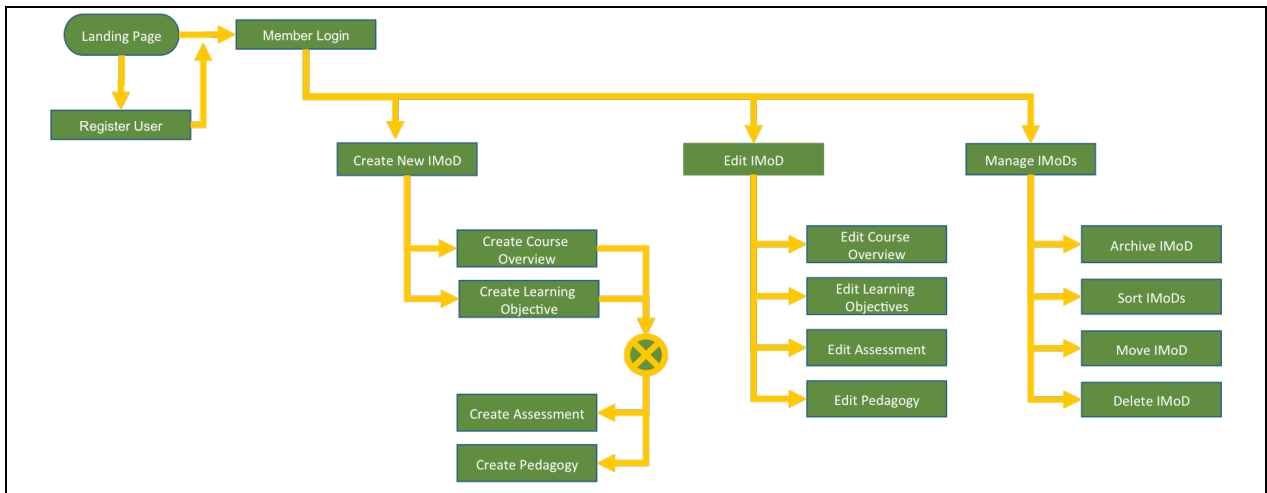 Landing Page
Member Login
Register User
Create New IMoD
Edit IMoD
Manage IMoDs
Create Course
Overview
Create Learning
Objective
Create Assessment
Create Pedagogy
Edit Course
Overview
Edit Learning
Objectives
Edit Assessment
Edit Pedagogy
Archive IMoD
Sort IMoDs
Move IMoD
Delete IMoD